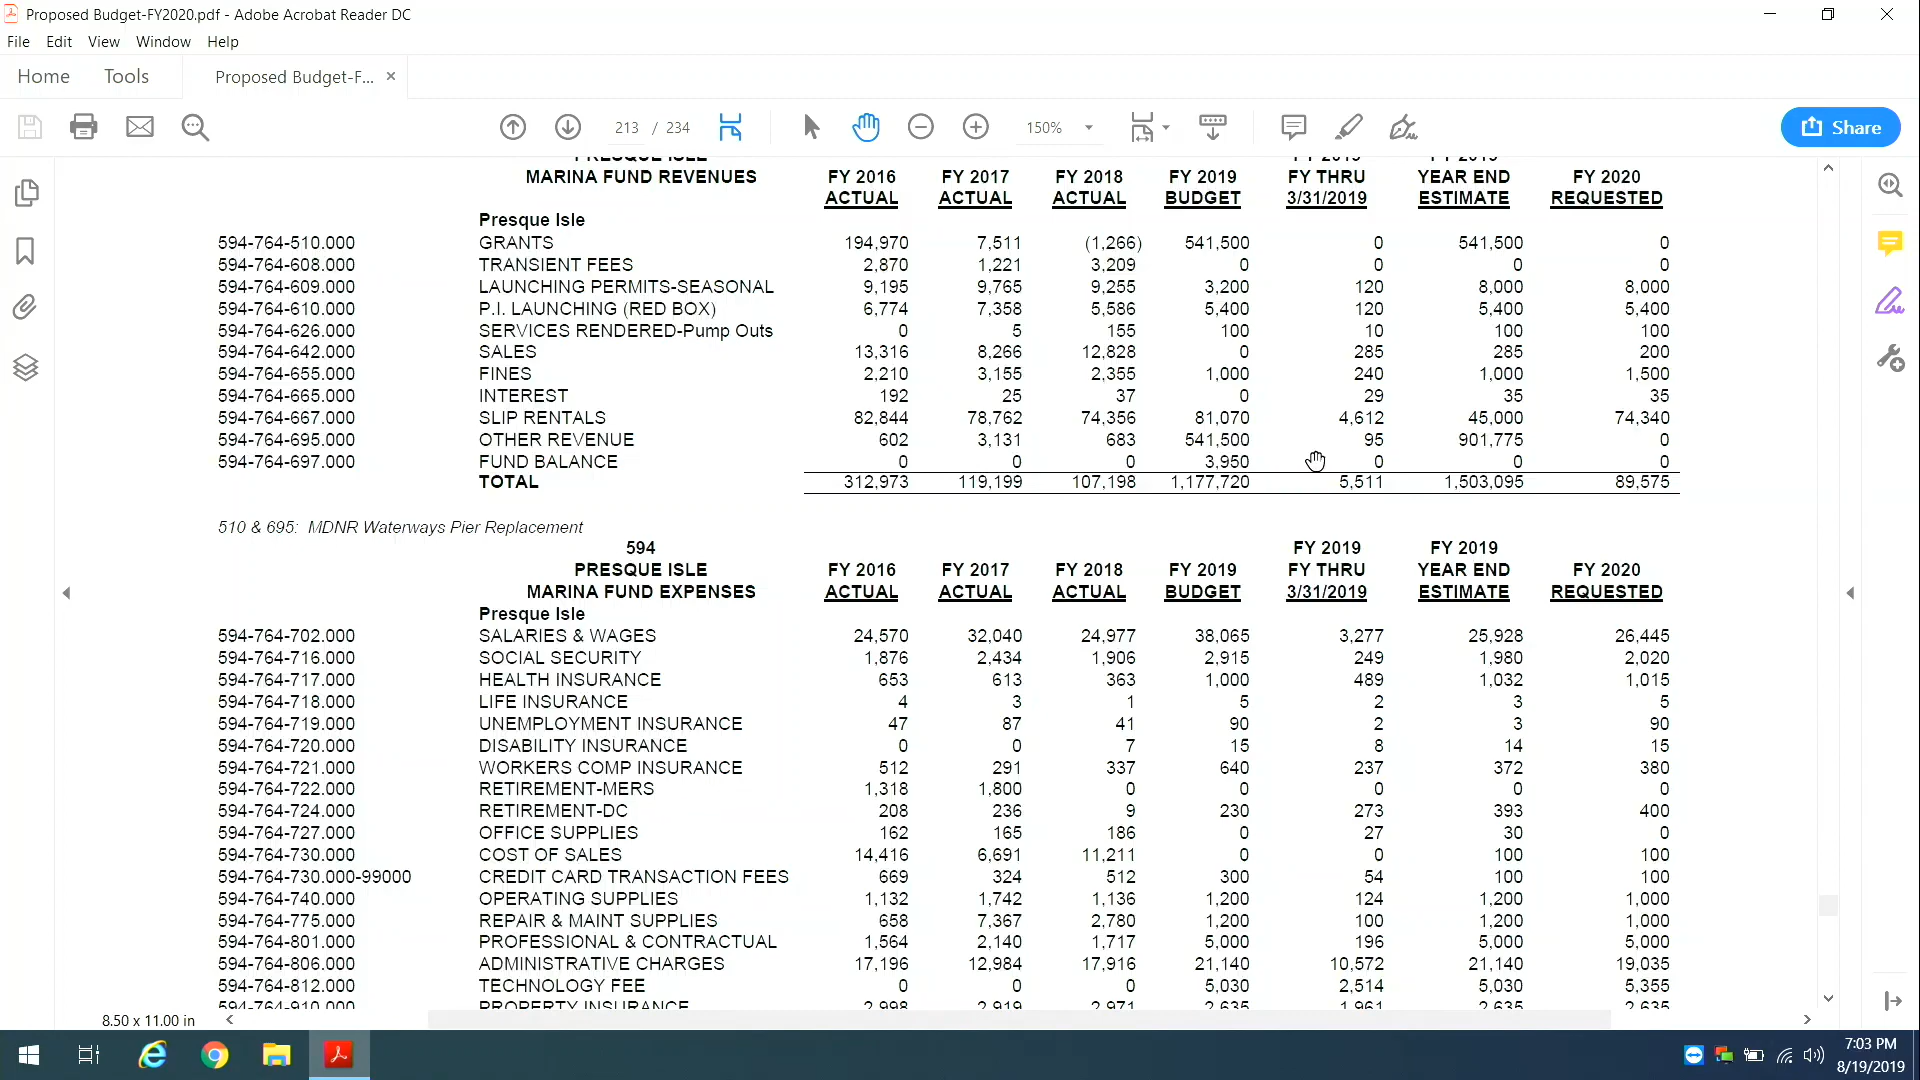 Proposed Budget-FY2020.pdf - Adobe Acrobat Reader DC
File Edit View Window Help
Home Tools Proposed Budget-F... ×
213 / 234 150% Share
PRESQUE ISLE FY 2019 FY 2019
MARINA FUND REVENUES FY 2016 FY 2017 FY 2018 FY 2019 FY THRU YEAR END FY 2020
ACTUAL ACTUAL ACTUAL BUDGET 3/31/2019 ESTIMATE REQUESTED
Presque Isle
594-764-510.000 GRANTS 194,970 7,511 (1,266) 541,500 0 541,500 0
594-764-608.000 TRANSIENT FEES 2,870 1,221 3,209 0 0 0 0
594-764-609.000 LAUNCHING PERMITS-SEASONAL 9,195 9,765 9,255 3,200 120 8,000 8,000
594-764-610.000 P.I. LAUNCHING (RED BOX) 6,774 7,358 5,586 5,400 120 5,400 5,400
594-764-626.000 SERVICES RENDERED-Pump Outs 0 5 155 100 10 100 100
594-764-642.000 SALES 13,316 8,266 12,828 0 285 285 200
594-764-655.000 FINES 2,210 3,155 2,355 1,000 240 1,000 1,500
594-764-665.000 INTEREST 192 25 37 0 29 35 35
594-764-667.000 SLIP RENTALS 82,844 78,762 74,356 81,070 4,612 45,000 74,340
594-764-695.000 OTHER REVENUE 602 3,131 683 541,500 95 901,775 0
594-764-697.000 FUND BALANCE 0 0 0 3,950 0 0 0
TOTAL 312,973 119,199 107,198 1,177,720 5,511 1,503,095 89,575
510 & 695: MDNR Waterways Pier Replacement
594 FY 2019 FY 2019
PRESQUE ISLE FY 2016 FY 2017 FY 2018 FY 2019 FY THRU YEAR END FY 2020
MARINA FUND EXPENSES ACTUAL ACTUAL ACTUAL BUDGET 3/31/2019 ESTIMATE REQUESTED
Presque Isle
594-764-702.000 SALARIES & WAGES 24,570 32,040 24,977 38,065 3,277 25,928 26,445
594-764-716.000 SOCIAL SECURITY 1,876 2,434 1,906 2,915 249 1,980 2,020
594-764-717.000 HEALTH INSURANCE 653 613 363 1,000 489 1,032 1,015
594-764-718.000 LIFE INSURANCE 4 3 1 5 2 3 5
594-764-719.000 UNEMPLOYMENT INSURANCE 47 87 41 90 2 3 90
594-764-720.000 DISABILITY INSURANCE 0 0 7 15 8 14 15
594-764-721.000 WORKERS COMP INSURANCE 512 291 337 640 237 372 380
594-764-722.000 RETIREMENT-MERS 1,318 1,800 0 0 0 0 0
594-764-724.000 RETIREMENT-DC 208 236 9 230 273 393 400
594-764-727.000 OFFICE SUPPLIES 162 165 186 0 27 30 0
594-764-730.000 COST OF SALES 14,416 6,691 11,211 0 0 100 100
594-764-730.000-99000 CREDIT CARD TRANSACTION FEES 669 324 512 300 54 100 100
594-764-740.000 OPERATING SUPPLIES 1,132 1,742 1,136 1,200 124 1,200 1,000
594-764-775.000 REPAIR & MAINT SUPPLIES 658 7,367 2,780 1,200 100 1,200 1,000
594-764-801.000 PROFESSIONAL & CONTRACTUAL 1,564 2,140 1,717 5,000 196 5,000 5,000
594-764-806.000 ADMINISTRATIVE CHARGES 17,196 12,984 17,916 21,140 10,572 21,140 19,035
594-764-812.000 TECHNOLOGY FEE 0 0 0 5,030 2,514 5,030 5,355
594-764-910.000 PROPERTY INSURANCE 2,998 2,919 2,971 2,635 1,961 2,635 2,635
8.50 x 11.00 in
7:03 PM
8/19/2019